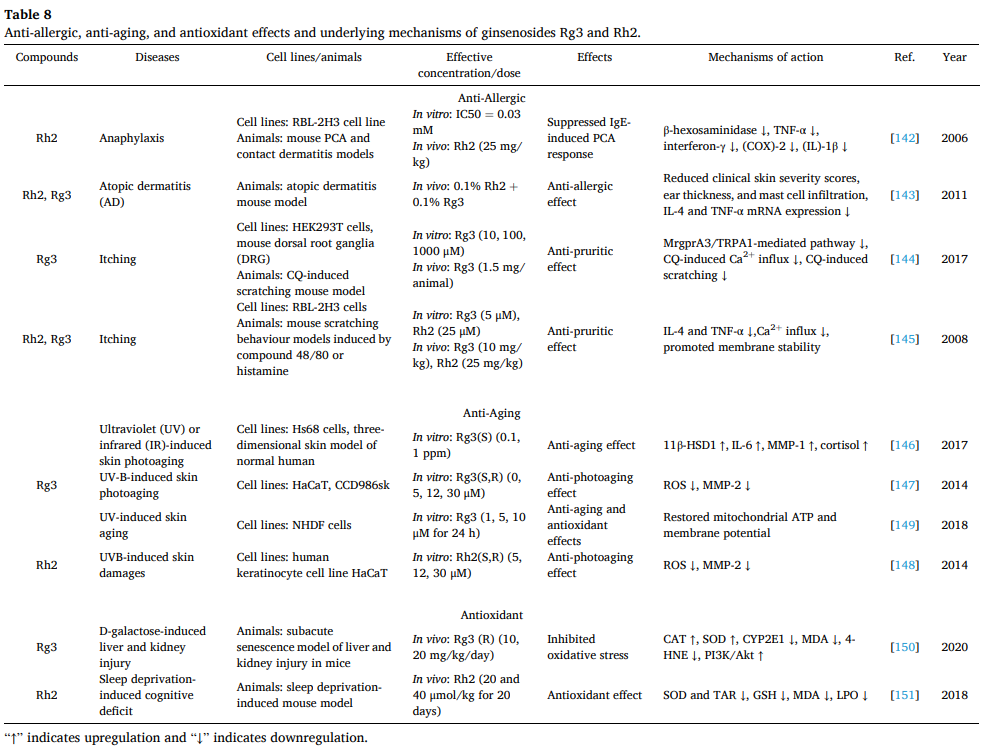 Table 8
Anti-allergic, anti-aging, and antioxidant effects and underlying mechanisms of ginsenosides Rg3 and Rh2.
Compounds Diseases Cell lines/animals Effective concentration/dose Effects Mechanisms of action Ref. Year
Anti-Allergic
Rh2 Anaphylaxis Cell lines: RBL-2H3 cell line
Animals: mouse PCA and
contact dermatitis models
In vitro: IC50 = 0.03
mM
In vivo: Rh2 (25 mg/
kg)
Suppressed IgE-
induced PCA
response
β-hexosaminidase ↓, TNF-α ↓,
interferon-γ ↓, (COX)-2 ↓, (IL)-1β ↓
[142] 2006
Rh2, Rg3 Atopic dermatitis
(AD)
Animals: atopic dermatitis
mouse model
In vivo: 0.1% Rh2 +
0.1% Rg3
Anti-allergic
effect
Reduced clinical skin severity scores,
ear thickness, and mast cell infiltration,
IL-4 and TNF-α mRNA expression ↓
[143] 2011
Rg3 Itching Cell lines: HEK293T cells,
mouse dorsal root ganglia
(DRG)
Animals: CQ-induced
scratching mouse model
In vitro: Rg3 (10, 100,
1000 μM)
In vivo: Rg3 (1.5 mg/
animal)
Anti-pruritic
effect
MrgprA3/TRPA1-mediated pathway ↓,
CQ-induced Ca²⁺ influx ↓, CQ-induced
scratching ↓
[144] 2017
Rh2, Rg3 Itching Cell lines: RBL-2H3 cells
Animals: mouse scratching
behaviour models induced by
compound 48/80 or
histamine
In vitro: Rg3 (5 μM),
Rh2 (25 μM)
In vivo: Rg3 (10 mg/
kg), Rh2 (25 mg/kg)
Anti-pruritic
effect
IL-4 and TNF-α ↓,Ca²⁺ influx ↓,
promoted membrane stability
[145] 2008
Anti-Aging
Ultraviolet (UV) or
infrared (IR)-induced
skin photoaging
Cell lines: Hs68 cells, three-
dimensional skin model of
normal human
In vitro: Rg3(S) (0.1,
1 ppm)
Anti-aging effect 11β-HSD1 ↑, IL-6 ↑, MMP-1 ↑, cortisol ↑ [146] 2017
Rg3 UV-B-induced skin
photoaging
Cell lines: HaCaT, CCD986sk
In vitro: Rg3(S,R) (0,
5, 12, 30 μM)
Anti-photoaging
effect
ROS ↓, MMP-2 ↓ [147] 2014
UV-induced skin
aging
Cell lines: NHDF cells
In vitro: Rg3 (1, 5, 10
μM for 24 h)
Anti-aging and
antioxidant
effects
Restored mitochondrial ATP and
membrane potential
[149] 2018
Rh2 UVB-induced skin
damages
Cell lines: human
keratinocyte cell line HaCaT
In vitro: Rh2(S,R) (5,
12, 30 μM)
Anti-photoaging
effect
ROS ↓, MMP-2 ↓ [148] 2014
Antioxidant
Rg3 D-galactose-induced
liver and kidney
injury
Animals: subacute
senescence model of liver and
kidney injury in mice
In vivo: Rg3 (R) (10,
20 mg/kg/day)
Inhibited
oxidative stress
CAT ↑, SOD ↑, CYP2E1 ↓, MDA ↓, 4-
HNE ↓, PI3K/Akt ↑
[150] 2020
Rh2 Sleep deprivation-
induced cognitive
deficit
Animals: sleep deprivation-
induced mouse model
In vivo: Rh2 (20 and
40 μmol/kg for 20
days)
Antioxidant effect SOD and TAR ↓, GSH ↓, MDA ↓, LPO ↓ [151] 2018
“↑” indicates upregulation and “↓” indicates downregulation.